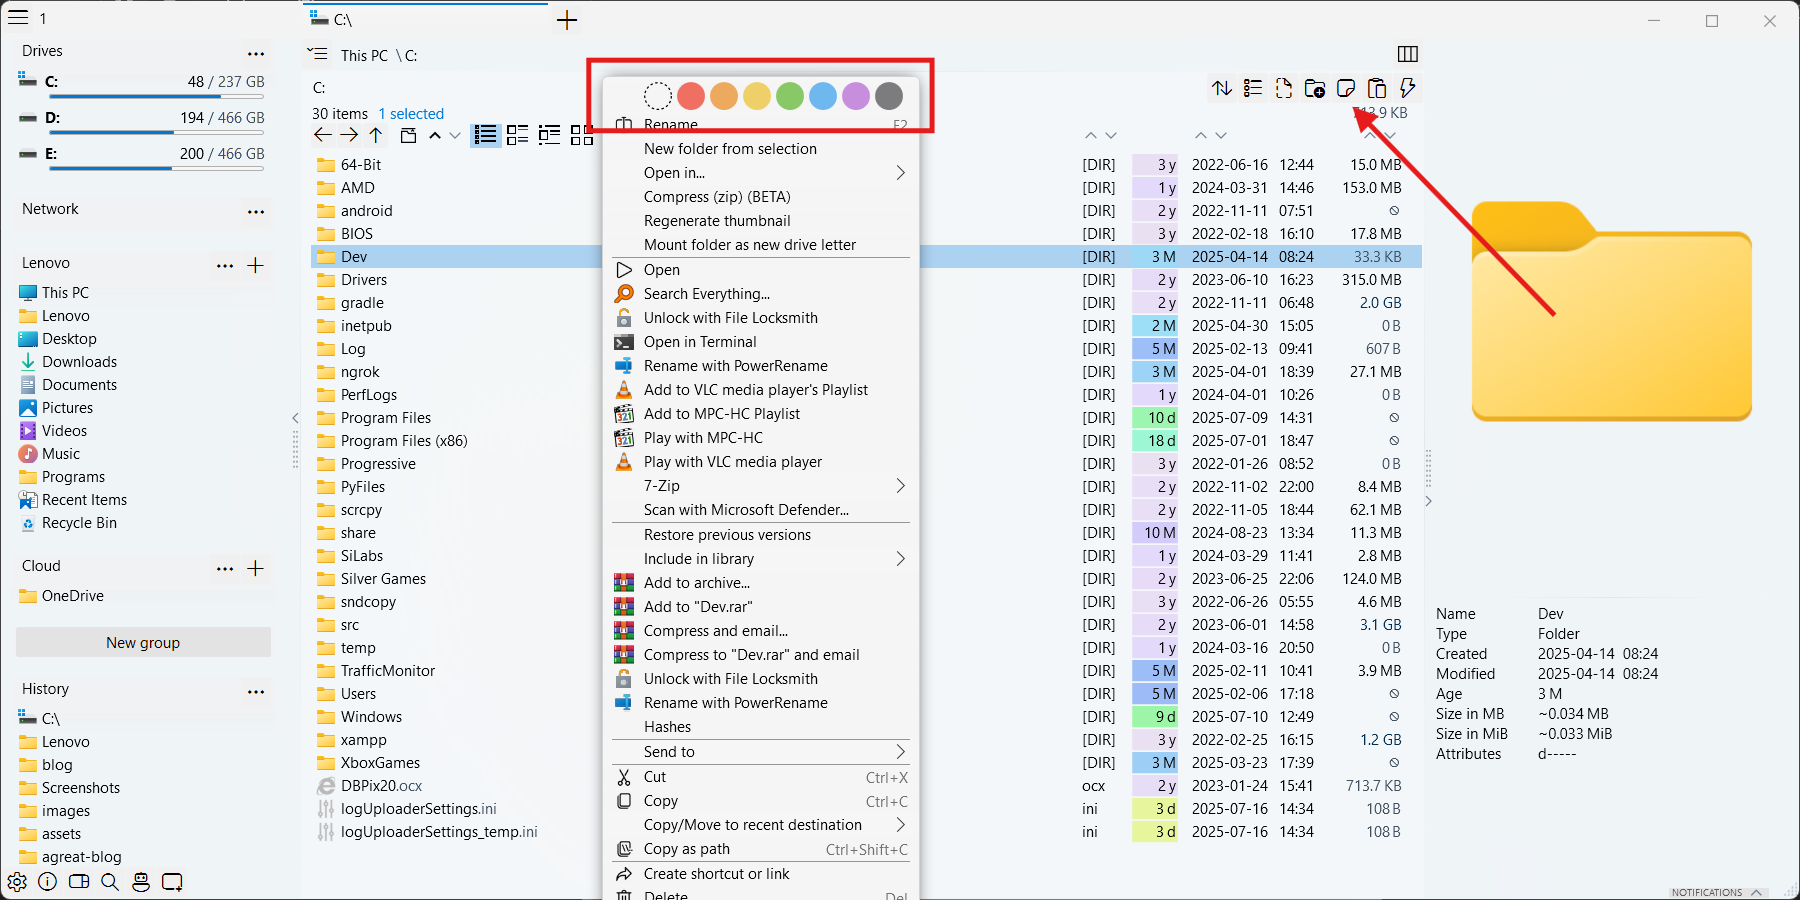 1
C:\
Drives
C: 48 / 237 GB
D: 194 / 466 GB
E: 200 / 466 GB
Network
Lenovo
This PC
Lenovo
Desktop
Downloads
Documents
Pictures
Videos
Music
Programs
Recent Items
Recycle Bin
Cloud
OneDrive
New group
History
C:\
Lenovo
blog
Screenshots
images
assets
agreat-blog
This PC \ C:
C:
30 items 1 selected
64-Bit [DIR] 3 y 2022-06-16 12:44 15.0 MB
AMD [DIR] 1 y 2024-03-31 14:46 153.0 MB
android [DIR] 2 y 2022-11-11 07:51
BIOS [DIR] 3 y 2022-02-18 16:10 17.8 MB
Dev [DIR] 3 M 2025-04-14 08:24 33.3 KB
Drivers [DIR] 2 y 2023-06-10 16:23 315.0 MB
gradle [DIR] 2 y 2022-11-11 06:48 2.0 GB
inetpub [DIR] 2 M 2025-04-30 15:05 0 B
Log [DIR] 5 M 2025-02-13 09:41 607 B
ngrok [DIR] 3 M 2025-04-01 18:39 27.1 MB
PerfLogs [DIR] 1 y 2024-04-01 10:26 0 B
Program Files [DIR] 10 d 2025-07-09 14:31
Program Files (x86) [DIR] 18 d 2025-07-01 18:47
Progressive [DIR] 3 y 2022-01-26 08:52 0 B
PyFiles [DIR] 2 y 2022-11-02 22:00 8.4 MB
scrcpy [DIR] 2 y 2022-11-05 18:44 62.1 MB
share [DIR] 10 M 2024-08-23 13:34 11.3 MB
SiLabs [DIR] 1 y 2024-03-29 11:41 2.8 MB
Silver Games [DIR] 2 y 2023-06-25 22:06 124.0 MB
sndcopy [DIR] 3 y 2022-06-26 05:55 4.6 MB
src [DIR] 2 y 2023-06-01 14:58 3.1 GB
temp [DIR] 1 y 2024-03-16 20:50 0 B
TrafficMonitor [DIR] 5 M 2025-02-11 10:41 3.9 MB
Users [DIR] 5 M 2025-02-06 17:18
Windows [DIR] 9 d 2025-07-10 12:49
xampp [DIR] 3 y 2022-02-25 16:15 1.2 GB
XboxGames [DIR] 3 M 2025-03-23 17:39
DBPix20.ocx ocx 2 y 2023-01-24 15:41 713.7 KB
logUploaderSettings.ini ini 3 d 2025-07-16 14:34 108 B
logUploaderSettings_temp.ini ini 3 d 2025-07-16 14:34 108 B
Rename F2
New folder from selection
Open in...
Compress (zip) (BETA)
Regenerate thumbnail
Mount folder as new drive letter
Open
Search Everything...
Unlock with File Locksmith
Open in Terminal
Rename with PowerRename
Add to VLC media player's Playlist
Add to MPC-HC Playlist
Play with MPC-HC
Play with VLC media player
7-Zip
Scan with Microsoft Defender...
Restore previous versions
Include in library
Add to archive...
Add to "Dev.rar"
Compress and email...
Compress to "Dev.rar" and email
Unlock with File Locksmith
Rename with PowerRename
Hashes
Send to
Cut Ctrl+X
Copy Ctrl+C
Copy/Move to recent destination
Copy as path Ctrl+Shift+C
Create shortcut or link
Delete Del
Name Dev
Type Folder
Created 2025-04-14 08:24
Modified 2025-04-14 08:24
Age 3 M
Size in MB ~0.034 MB
Size in MiB ~0.033 MiB
Attributes d-----
NOTIFICATIONS